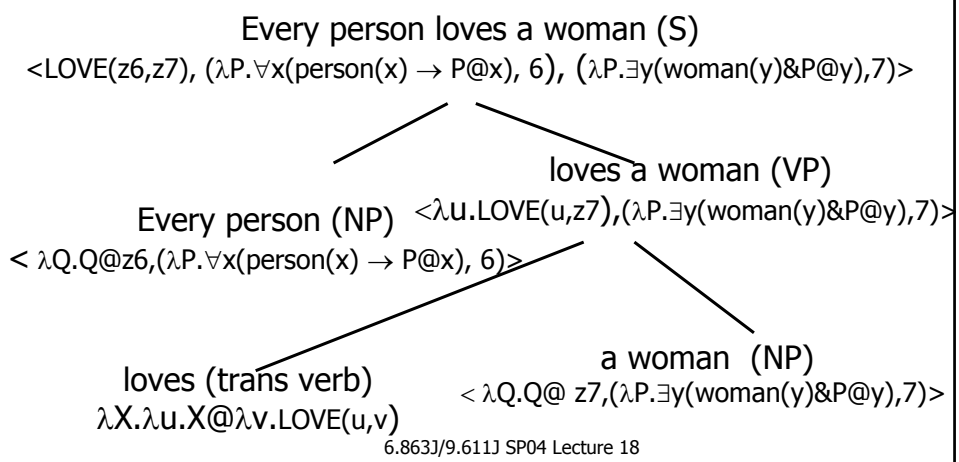 Every person loves a woman (S)
<LOVE(z6,z7), (λP.∀x(person(x) → P@x), 6), (λP.∃y(woman(y)&P@y),7)>
loves a woman (VP)
<λu.LOVE(u,z7),(λP.∃y(woman(y)&P@y),7)>
Every person (NP)
< λQ.Q@z6,(λP.∀x(person(x) → P@x), 6)>
a woman (NP)
< λQ.Q@ z7,(λP.∃y(woman(y)&P@y),7)>
loves (trans verb)
λX.λu.X@λv.LOVE(u,v)
6.863J/9.611J SP04 Lecture 18